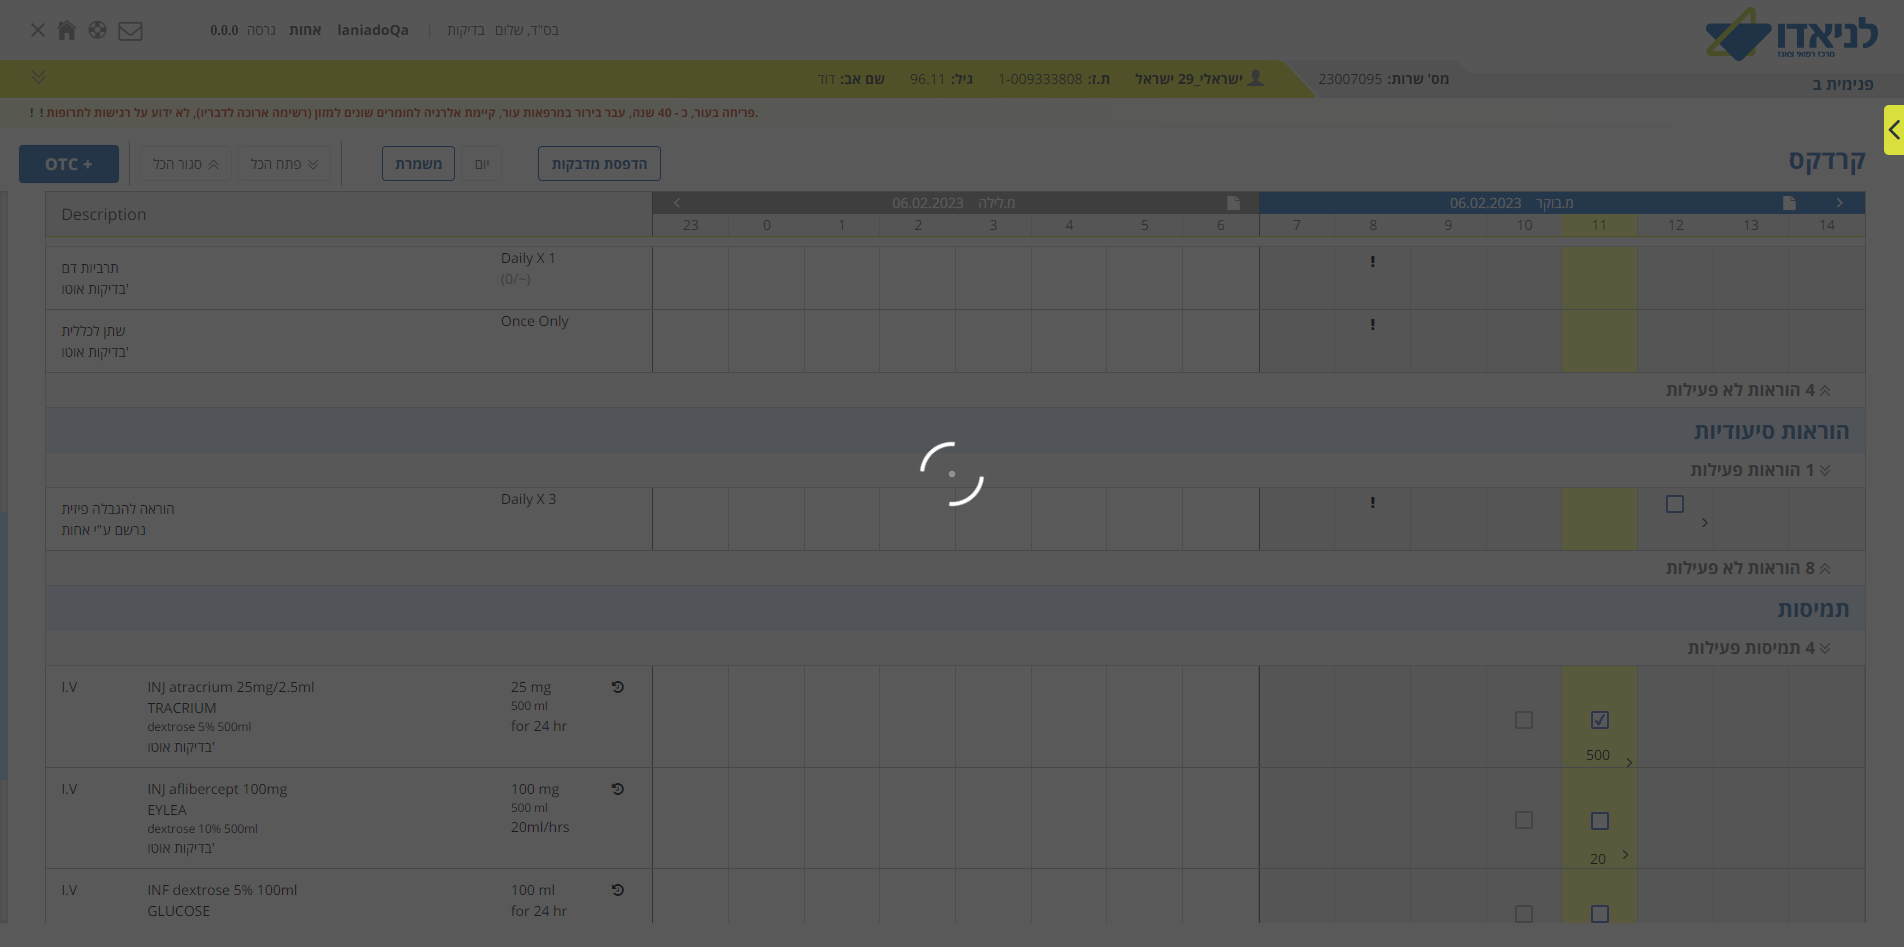 לניאדו
מרכז רפואי צאנז
בס"ד, שלום בדיקות | laniadoQa אחות גרסה 0.0.0
פנימית ב
מס' שרות: 23007095
ישראלי_29 ישראל ת.ז: 1-009333808 גיל: 96.11 שם אב: דוד
פריחה בעור, כ - 40 שנה, עבר בירור במרפאות עור, קיימת אלרגיה לחומרים שונים למזון (רשימה ארוכה לדבריו), לא ידוע על רגישות לתרופות ! !
קרדקס
הדפסת מדבקות
יום
משמרת
פתח הכל
סגור הכל
OTC +
Description
מ.לילה 06.02.2023
מ.בוקר 06.02.2023
23 0 1 2 3 4 5 6 7 8 9 10 11 12 13 14
תרביות דם
בדיקות אוטו'
Daily X 1
(0/~)
!
שתן לכללית
בדיקות אוטו'
Once Only
!
4 הוראות לא פעילות
הוראות סיעודיות
1 הוראות פעילות
הוראה להגבלה פיזית
נרשם ע"י אחות
Daily X 3
!
8 הוראות לא פעילות
תמיסות
4 תמיסות פעילות
I.V INJ atracrium 25mg/2.5ml 25 mg
TRACRIUM 500 ml
dextrose 5% 500ml for 24 hr
בדיקות אוטו'
500
I.V INJ aflibercept 100mg 100 mg
EYLEA 500 ml
dextrose 10% 500ml 20ml/hrs
בדיקות אוטו'
20
I.V INF dextrose 5% 100ml 100 ml
GLUCOSE for 24 hr